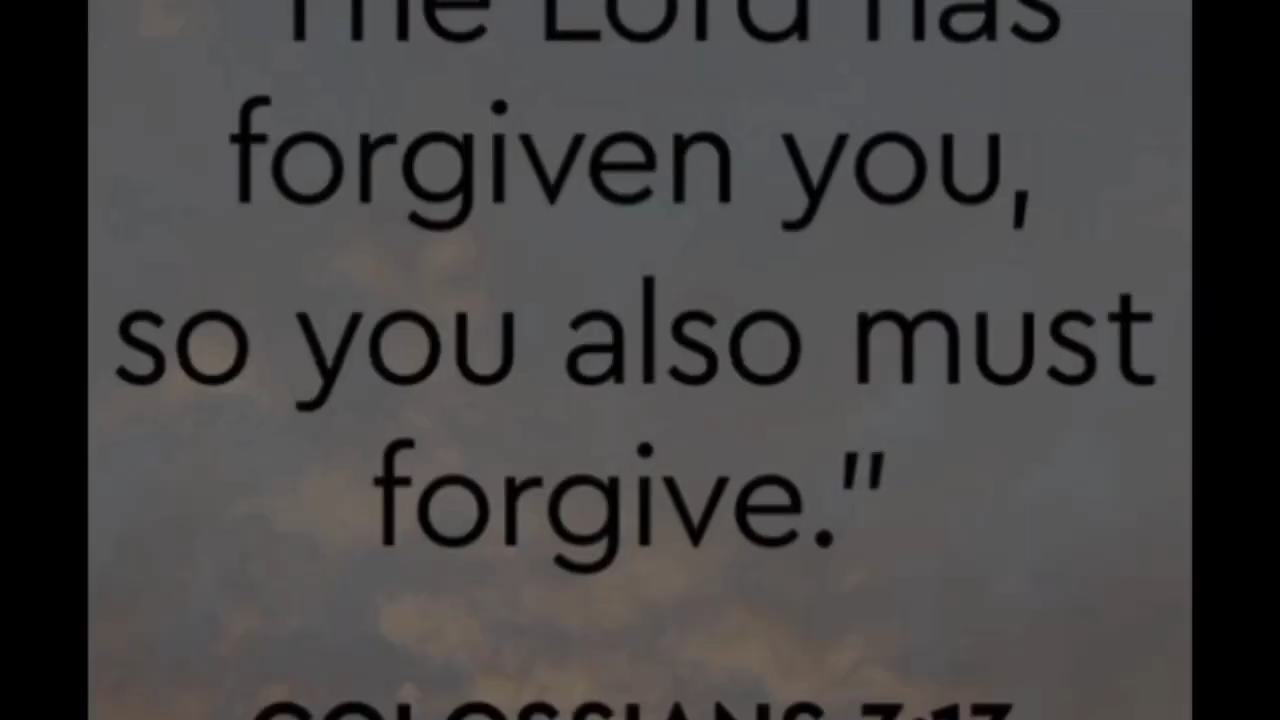 The Lord has
forgiven you,
so you also must
forgive."
COLOSSIANS 3:13